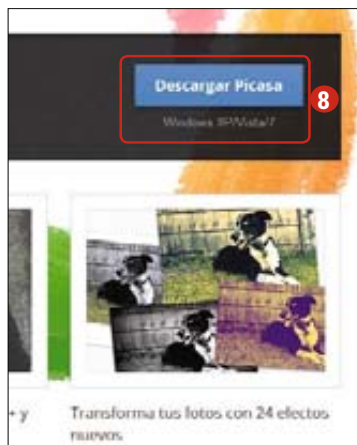 Descargar Picasa
8
Windows XP/Vista/7
+ y
Transforma tus fotos con 24 efectos
nuevos